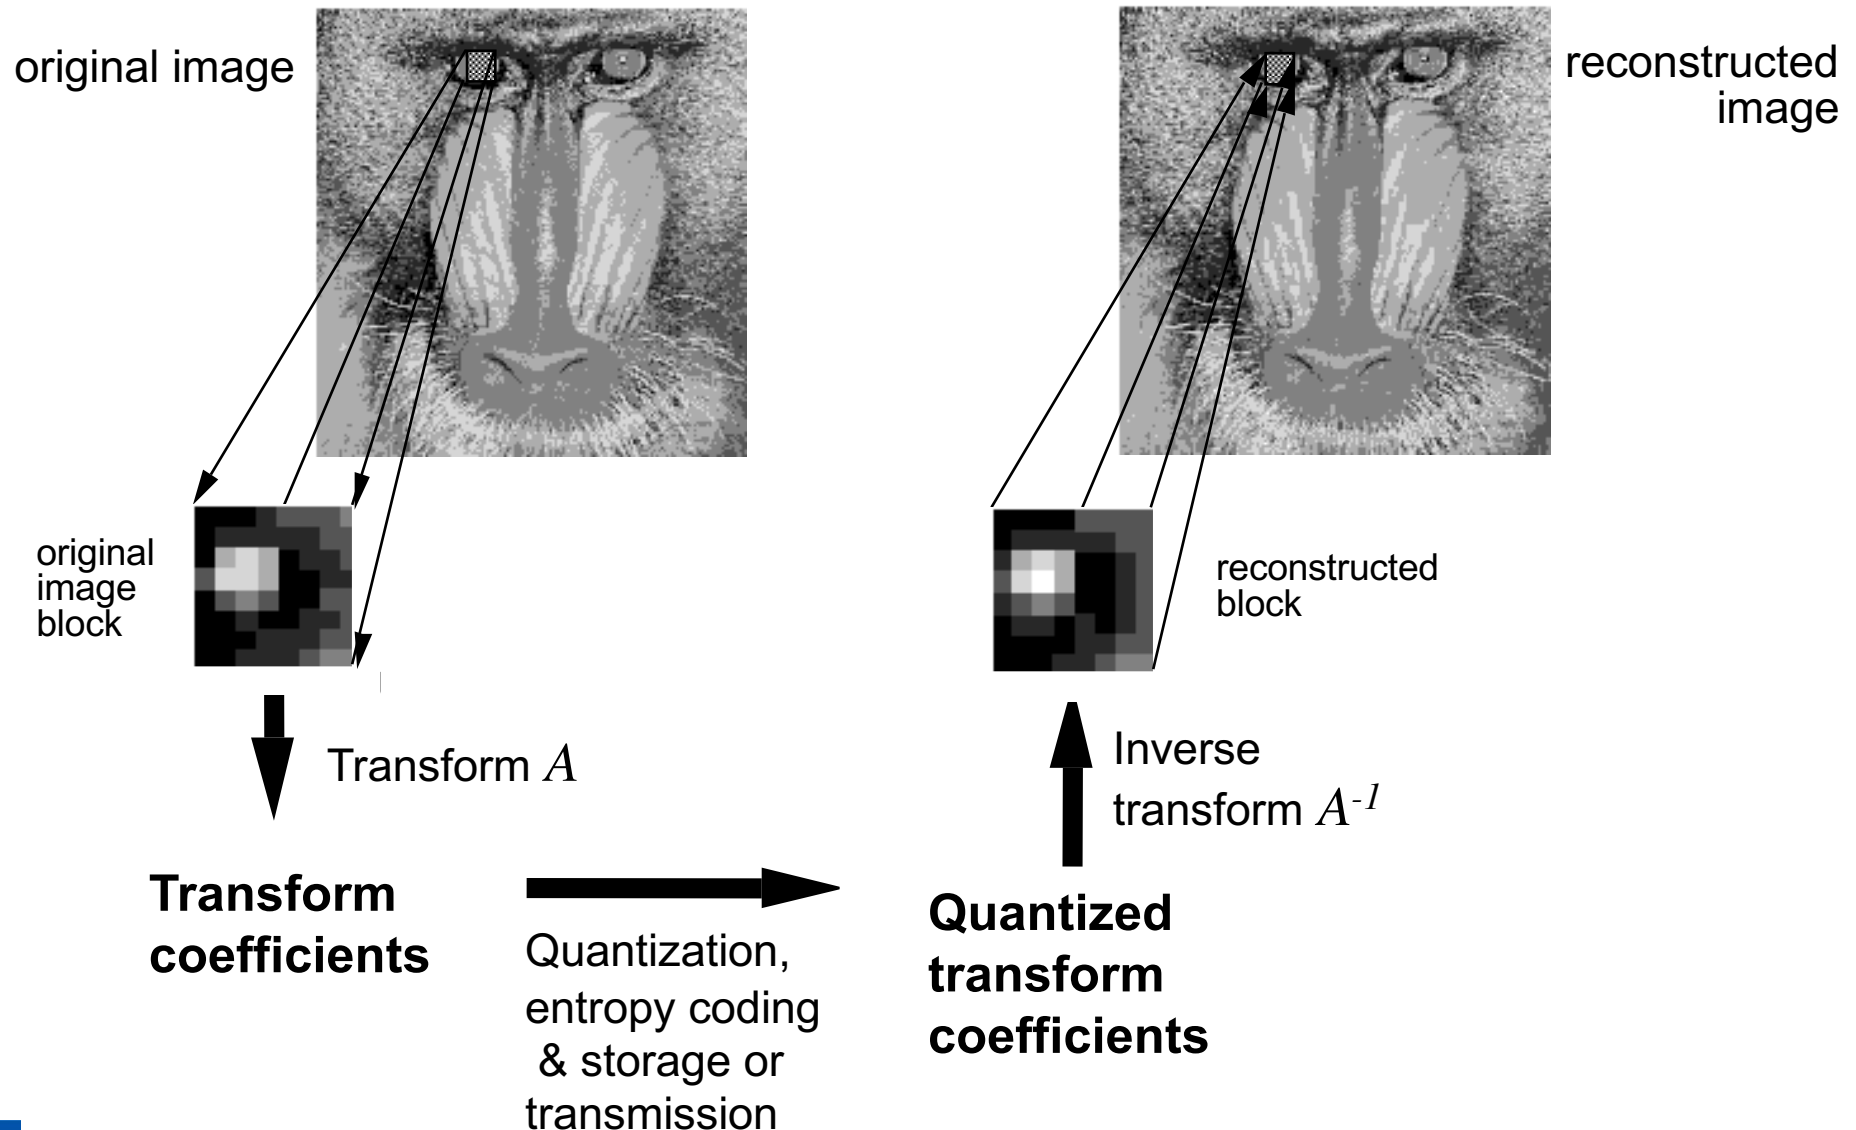 original image
reconstructed
image
original
image
block
reconstructed
block
Transform A
Inverse
transform A⁻¹
Transform
coefficients
Quantization,
entropy coding
& storage or
transmission
Quantized
transform
coefficients